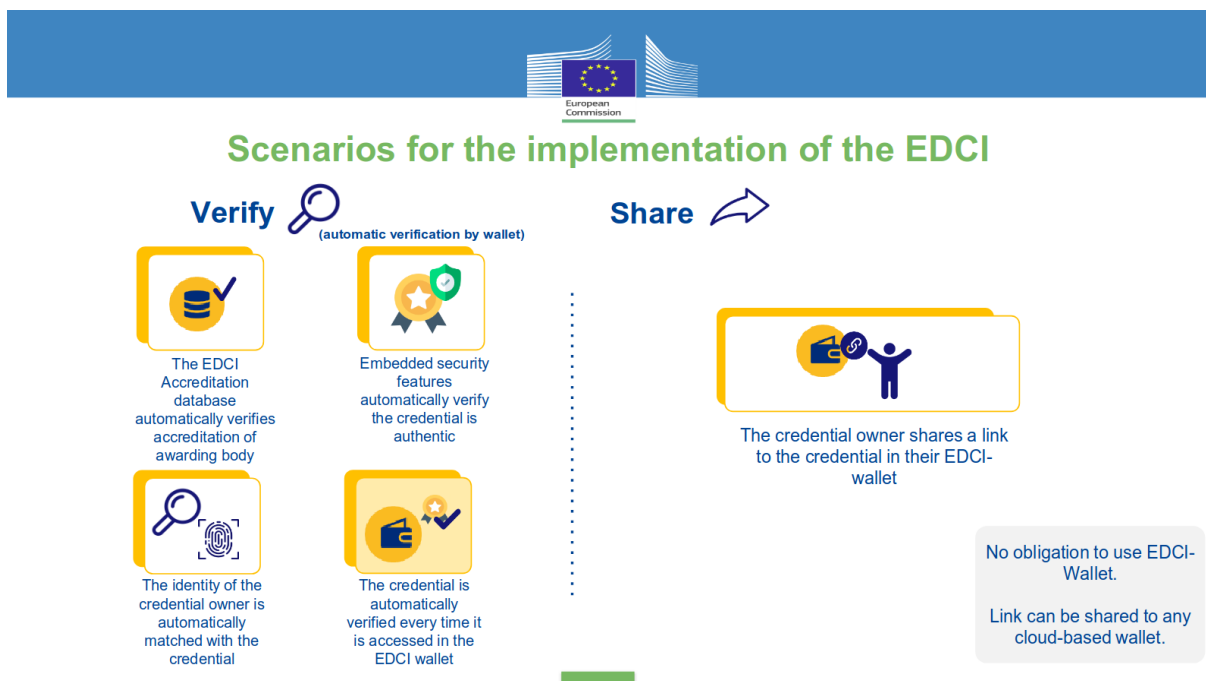 European
Commission
Scenarios for the implementation of the EDCI
Verify
(automatic verification by wallet)
The EDCI
Accreditation
database
automatically verifies
accreditation of
awarding body
Embedded security
features
automatically verify
the credential is
authentic
The identity of the
credential owner is
automatically
matched with the
credential
The credential is
automatically
verified every time it
is accessed in the
EDCI wallet
Share
The credential owner shares a link
to the credential in their EDCI-
wallet
No obligation to use EDCI-
Wallet.
Link can be shared to any
cloud-based wallet.